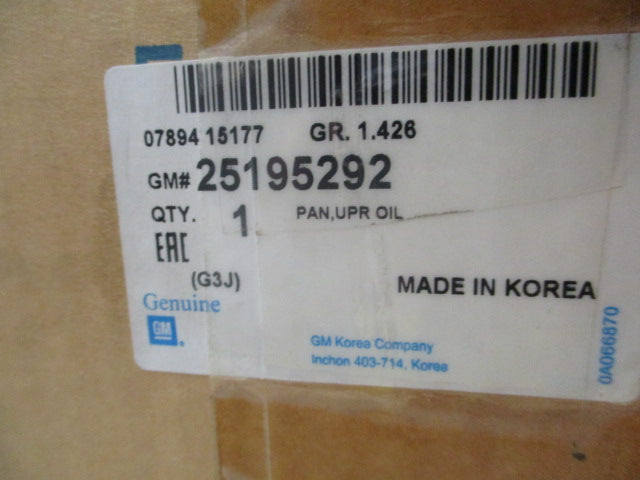 07894 15177 GR. 1.426
GM# 25195292
QTY. 1 PAN,UPR OIL
EAC
(G3J)
MADE IN KOREA
Genuine
GM
GM Korea Company
Inchon 403-714, Korea
0A066870